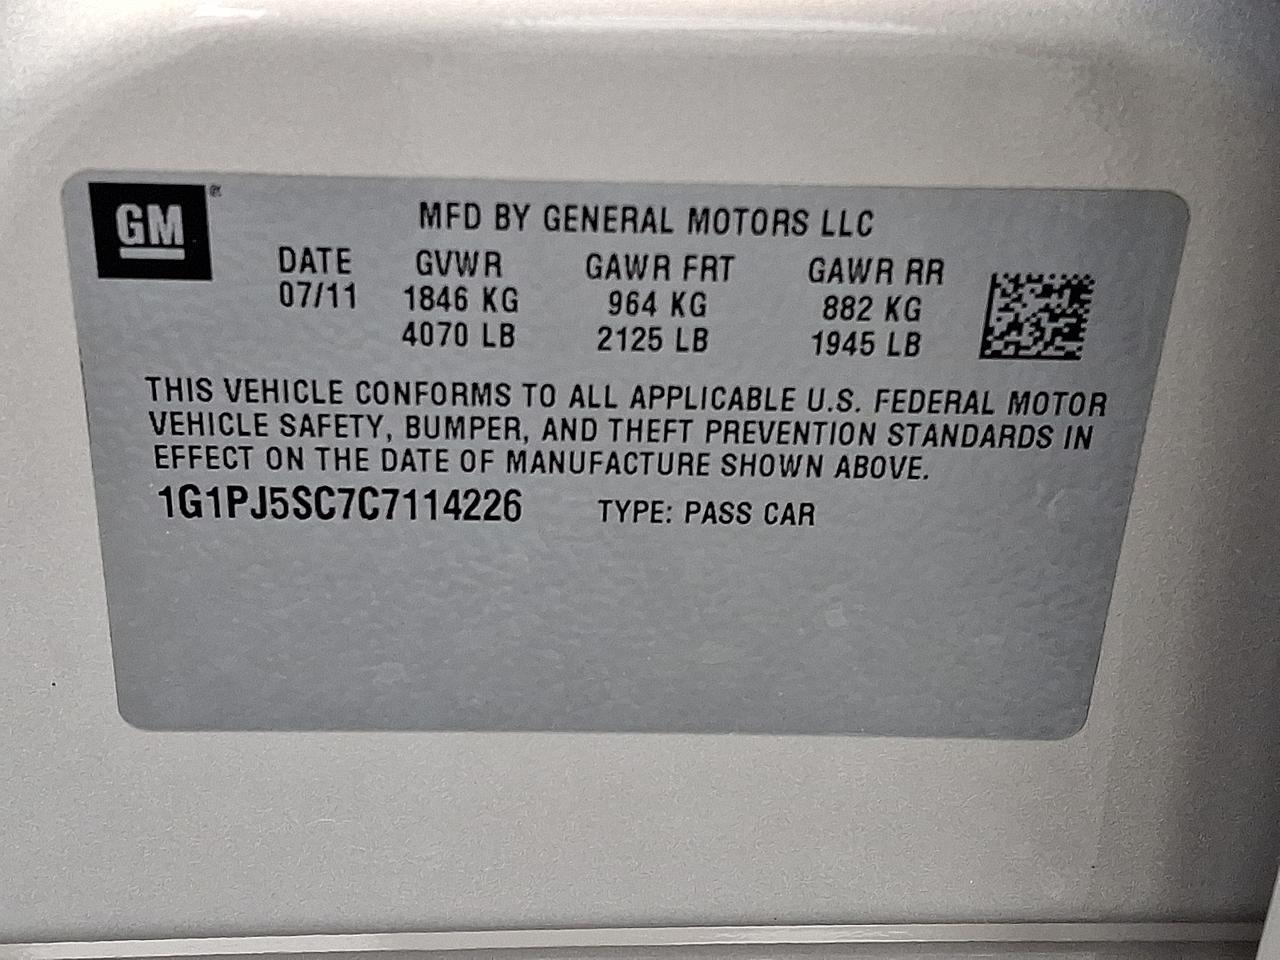 GM ®
MFD BY GENERAL MOTORS LLC
DATE GVWR GAWR FRT GAWR RR
07/11 1846 KG 964 KG 882 KG
4070 LB 2125 LB 1945 LB
THIS VEHICLE CONFORMS TO ALL APPLICABLE U.S. FEDERAL MOTOR
VEHICLE SAFETY, BUMPER, AND THEFT PREVENTION STANDARDS IN
EFFECT ON THE DATE OF MANUFACTURE SHOWN ABOVE.
1G1PJ5SC7C7114226 TYPE: PASS CAR